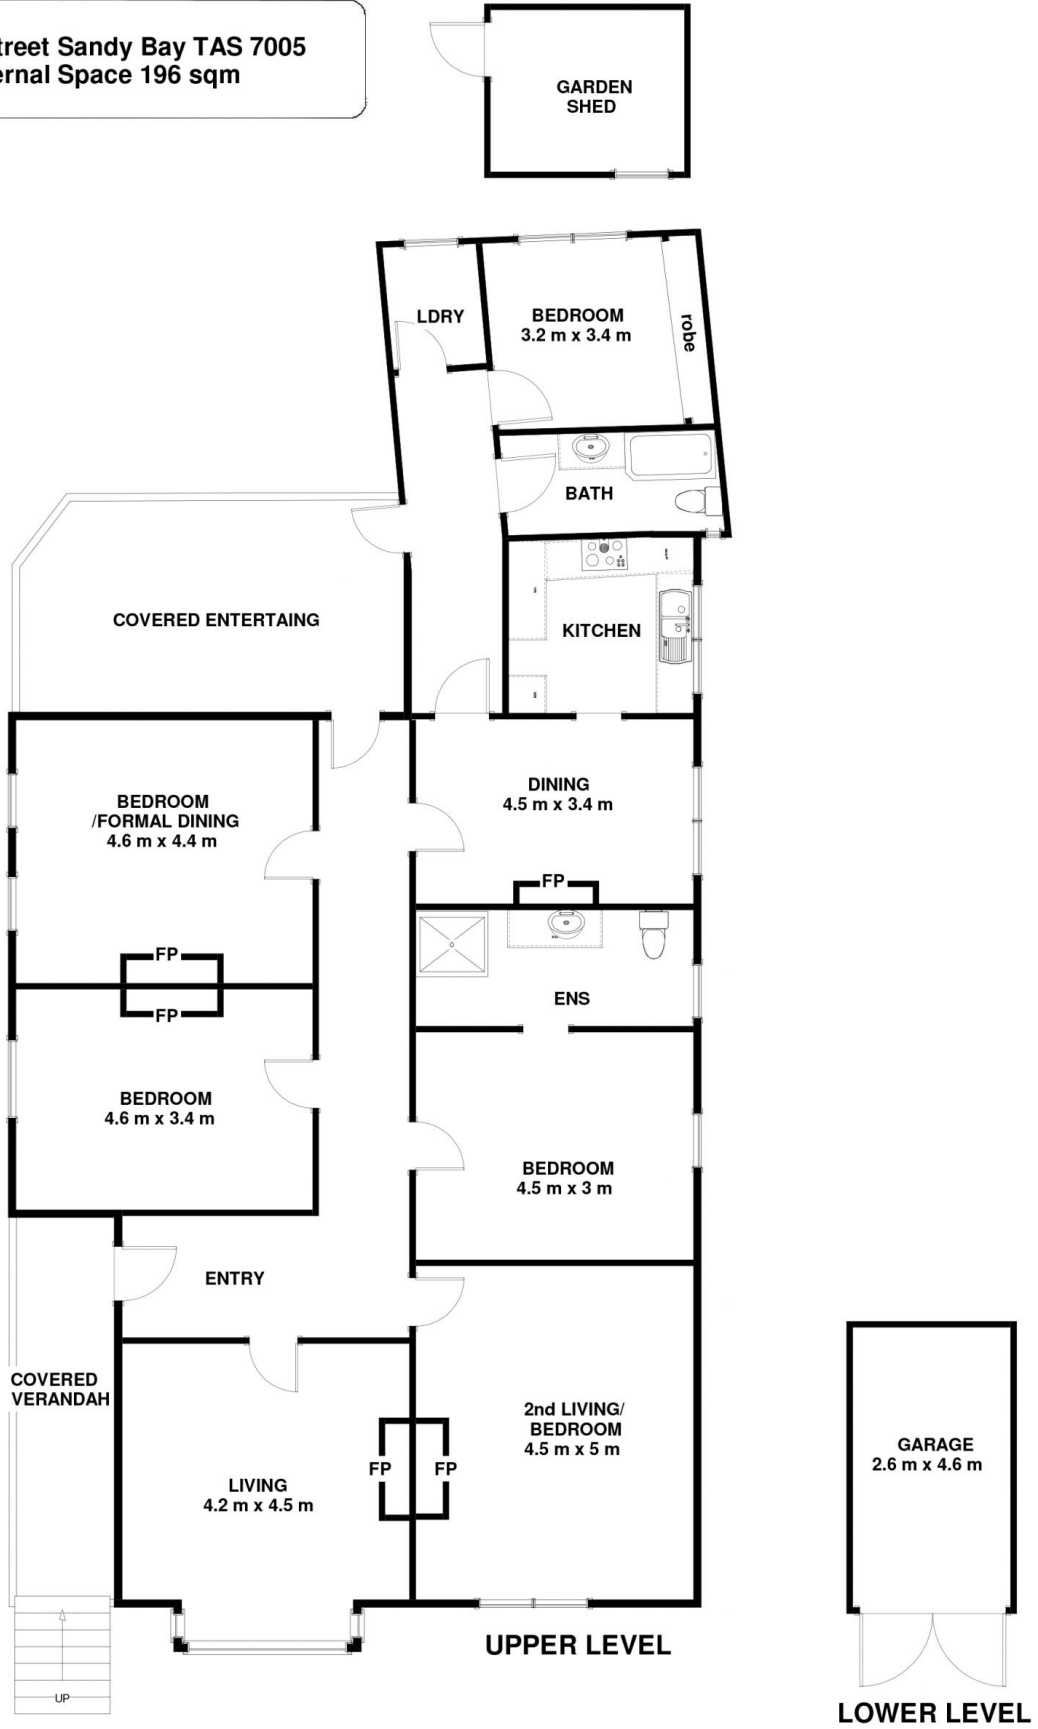 treet Sandy Bay TAS 7005
ernal Space 196 sqm
GARDEN
SHED
LDRY
BEDROOM
3.2 m x 3.4 m
robe
BATH
COVERED ENTERTAING
KITCHEN
DINING
4.5 m x 3.4 m
BEDROOM
/FORMAL DINING
4.6 m x 4.4 m
FP
FP
FP
ENS
BEDROOM
4.6 m x 3.4 m
BEDROOM
4.5 m x 3 m
ENTRY
COVERED
VERANDAH
2nd LIVING/
BEDROOM
4.5 m x 5 m
FP
FP
LIVING
4.2 m x 4.5 m
GARAGE
2.6 m x 4.6 m
UPPER LEVEL
UP
LOWER LEVEL